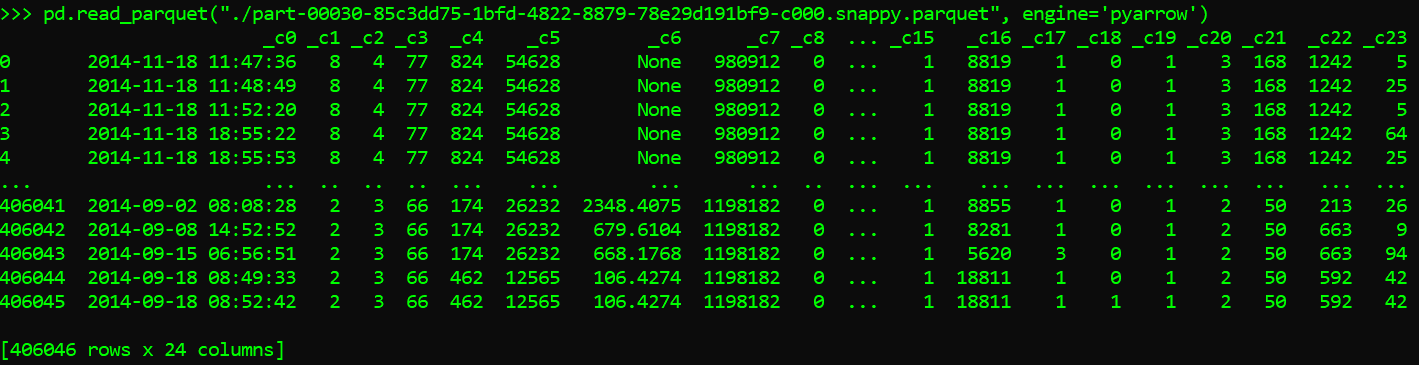 >>> pd.read_parquet("./part-00030-85c3dd75-1bfd-4822-8879-78e29d191bf9-c000.snappy.parquet", engine='pyarrow')
                        _c0 _c1 _c2 _c3  _c4    _c5        _c6      _c7 _c8  ... _c15   _c16 _c17 _c18 _c19 _c20 _c21  _c22 _c23
0       2014-11-18 11:47:36   8   4  77  824  54628       None   980912   0  ...    1   8819    1    0    1    3  168  1242    5
1       2014-11-18 11:48:49   8   4  77  824  54628       None   980912   0  ...    1   8819    1    0    1    3  168  1242   25
2       2014-11-18 11:52:20   8   4  77  824  54628       None   980912   0  ...    1   8819    1    0    1    3  168  1242    5
3       2014-11-18 18:55:22   8   4  77  824  54628       None   980912   0  ...    1   8819    1    0    1    3  168  1242   64
4       2014-11-18 18:55:53   8   4  77  824  54628       None   980912   0  ...    1   8819    1    0    1    3  168  1242   25
...                     ...  ..  ..  ..  ...    ...        ...      ...  ..  ...  ...    ...  ...  ...  ...  ...  ...   ...  ...
406041  2014-09-02 08:08:28   2   3  66  174  26232  2348.4075  1198182   0  ...    1   8855    1    0    1    2   50   213   26
406042  2014-09-08 14:52:52   2   3  66  174  26232   679.6104  1198182   0  ...    1   8281    1    0    1    2   50   663    9
406043  2014-09-15 06:56:51   2   3  66  174  26232   668.1768  1198182   0  ...    1   5620    3    0    1    2   50   663   94
406044  2014-09-18 08:49:33   2   3  66  462  12565   106.4274  1198182   0  ...    1  18811    1    0    1    2   50   592   42
406045  2014-09-18 08:52:42   2   3  66  462  12565   106.4274  1198182   0  ...    1  18811    1    1    1    2   50   592   42
[406046 rows x 24 columns]